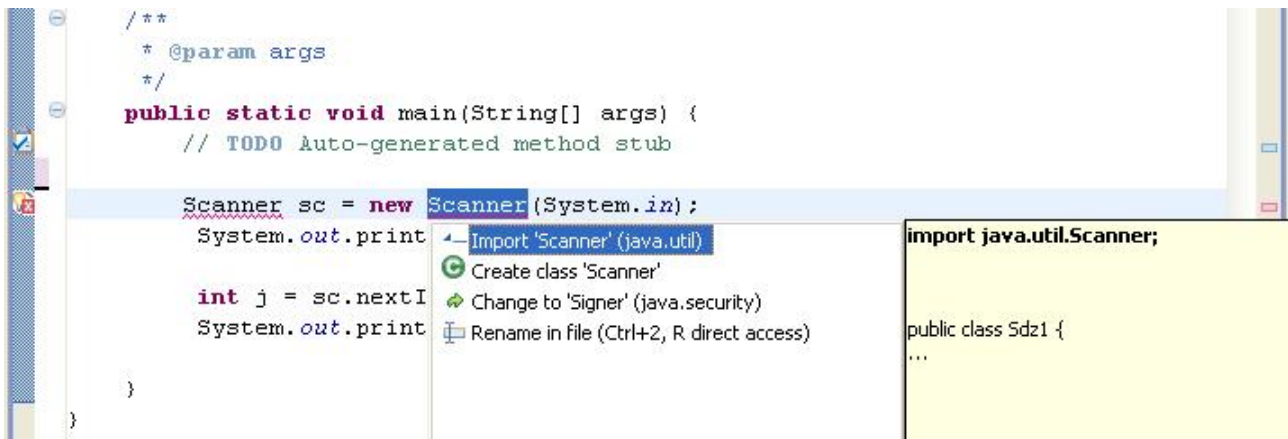 /**
* @param args
*/
public static void main(String[] args) {
// TODO Auto-generated method stub
Scanner sc = new Scanner(System.in);
System.out.print
int j = sc.nextI
System.out.print
}
}
Import 'Scanner' (java.util)
Create class 'Scanner'
Change to 'Signer' (java.security)
Rename in file (Ctrl+2, R direct access)
import java.util.Scanner;
public class Sdz1 {
...